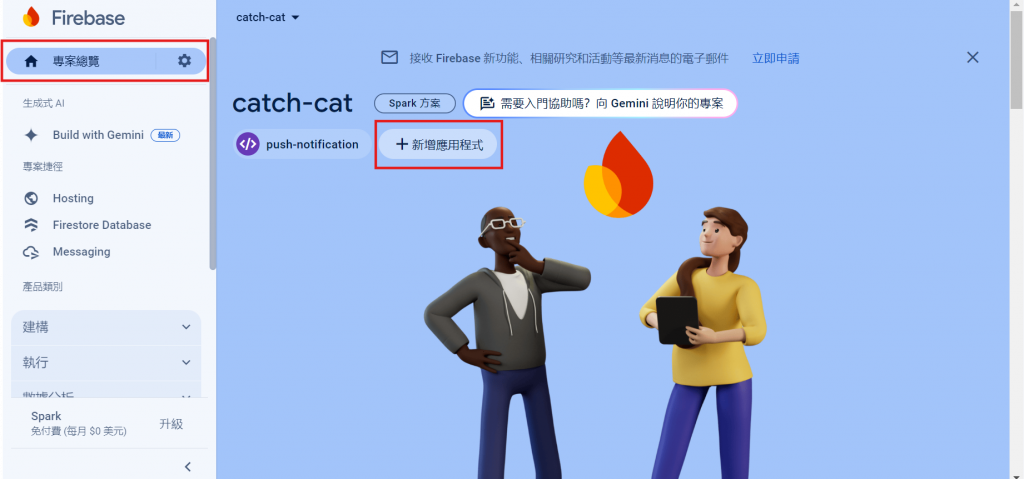 Firebase
專案總覽
生成式 AI
Build with Gemini 最新
專案捷徑
Hosting
Firestore Database
Messaging
產品類別
建構
執行
數據分析
Spark
免付費 (每月 $0 美元)
升級
catch-cat
接收 Firebase 新功能、相關研究和活動等最新消息的電子郵件 立即申請
catch-cat Spark 方案 需要入門協助嗎？向 Gemini 說明你的專案
push-notification
新增應用程式